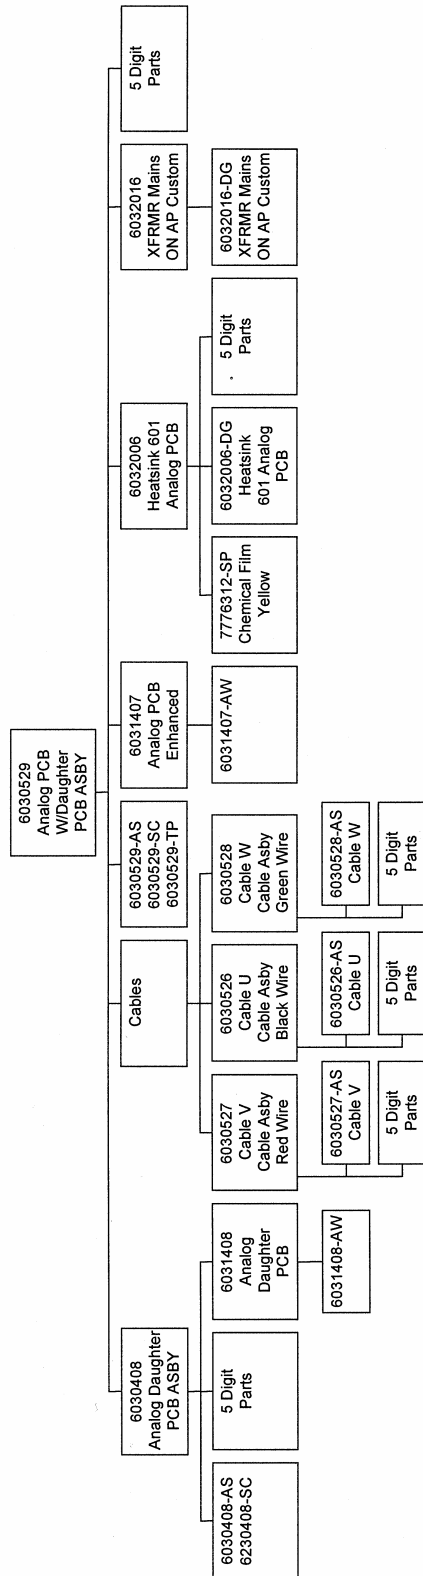 6030529
Analog PCB
W/Daughter
PCB ASBY
6030408
Analog Daughter
PCB ASBY
Cables
6030529-AS
6030529-SC
6030529-TP
6031407
Analog PCB
Enhanced
6032006
Heatsink 601
Analog PCB
6032016
XFRMR Mains
ON AP Custom
5 Digit
Parts
6030408-AS
6230408-SC
5 Digit
Parts
6031408
Analog
Daughter
PCB
6030527
Cable V
Cable Asby
Red Wire
6030526
Cable U
Cable Asby
Black Wire
6030528
Cable W
Cable Asby
Green Wire
6031407-AW
7776312-SP
Chemical Film
Yellow
6032006-DG
Heatsink
601 Analog
PCB
5 Digit
Parts
6032016-DG
XFRMR Mains
ON AP Custom
6031408-AW
6030527-AS
Cable V
6030526-AS
Cable U
6030528-AS
Cable W
5 Digit
Parts
5 Digit
Parts
5 Digit
Parts